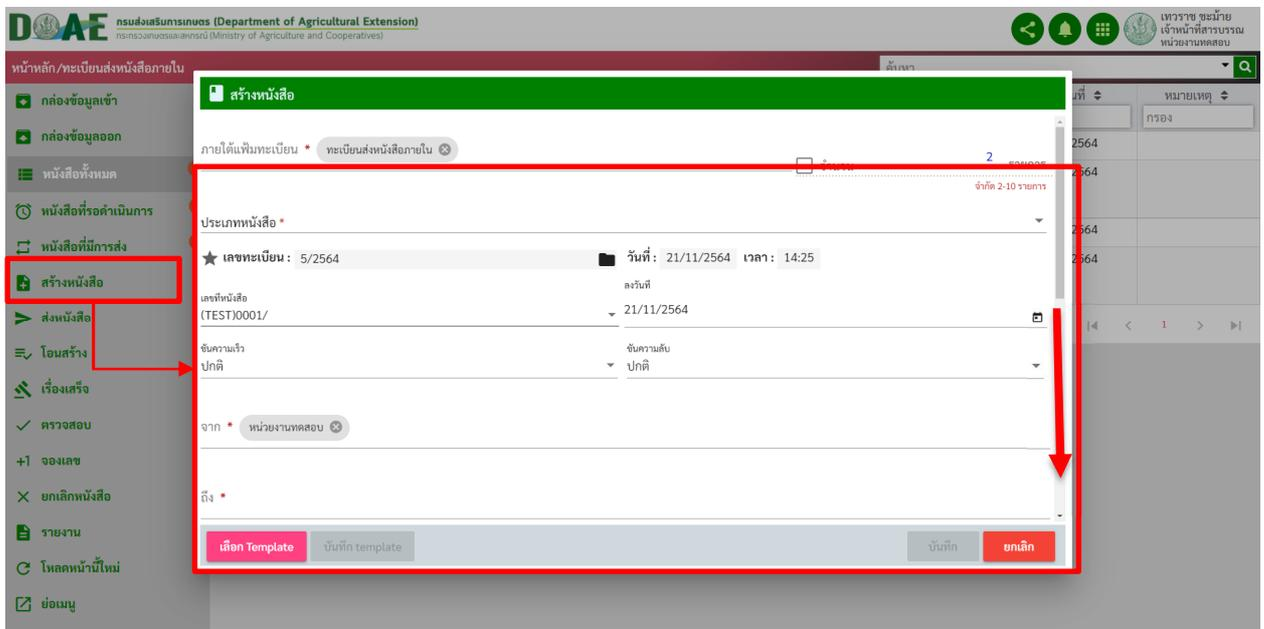 DOAE
กรมส่งเสริมการเกษตร (Department of Agricultural Extension)
กระทรวงเกษตรและสหกรณ์ (Ministry of Agriculture and Cooperatives)
เทวราช ชะม้าย
เจ้าหน้าที่สารบรรณ
หน่วยงานทดสอบ
หน้าหลัก/ทะเบียนส่งหนังสือภายใน
ค้นหา
กล่องข้อมูลเข้า
กล่องข้อมูลออก
หนังสือทั้งหมด
หนังสือที่รอดำเนินการ
หนังสือที่มีการส่ง
สร้างหนังสือ
ส่งหนังสือ
โอนสร้าง
เรื่องเสร็จ
ตรวจสอบ
+1 จองเลข
ยกเลิกหนังสือ
รายงาน
โหลดหน้านี้ใหม่
ย่อเมนู
สร้างหนังสือ
ภายใต้แฟ้มทะเบียน * ทะเบียนส่งหนังสือภายใน
จำนวน 2 รายการ
จำกัด 2-10 รายการ
ประเภทหนังสือ *
เลขทะเบียน : 5/2564 วันที่ : 21/11/2564 เวลา : 14:25
เลขที่หนังสือ ลงวันที่
(TEST)0001/ 21/11/2564
ชั้นความเร็ว ชั้นความลับ
ปกติ ปกติ
จาก * หน่วยงานทดสอบ
ถึง *
เลือก Template บันทึก template บันทึก ยกเลิก
นที่ หมายเหตุ
กรอง
2564
2564
2564
2564
1